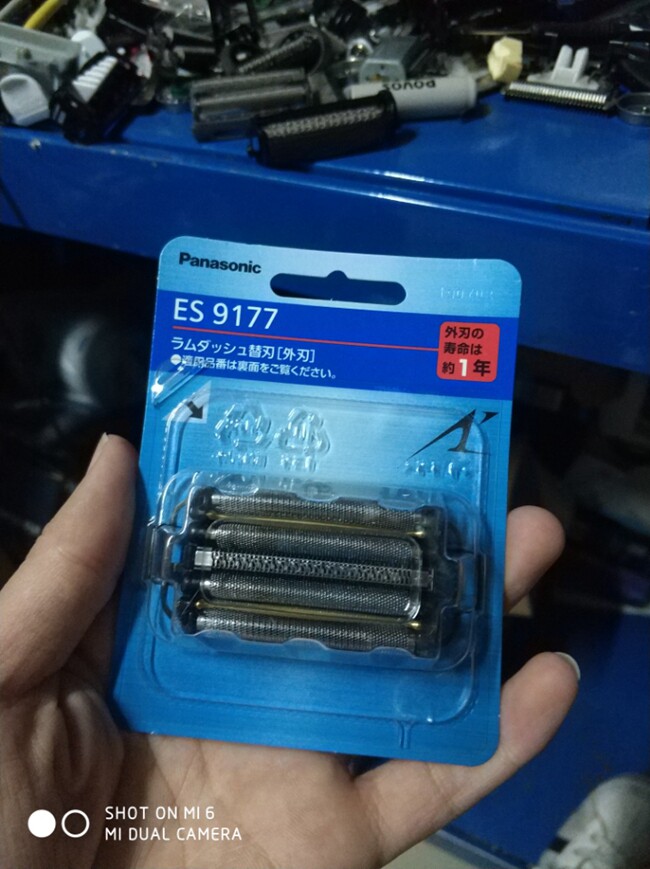 POVOS
Panasonic
ES 9177
ラムダッシュ替刃[外刃]
適用品番は裏面をご覧ください。
外刃の
寿命は
約1年
SHOT ON MI 6
MI DUAL CAMERA